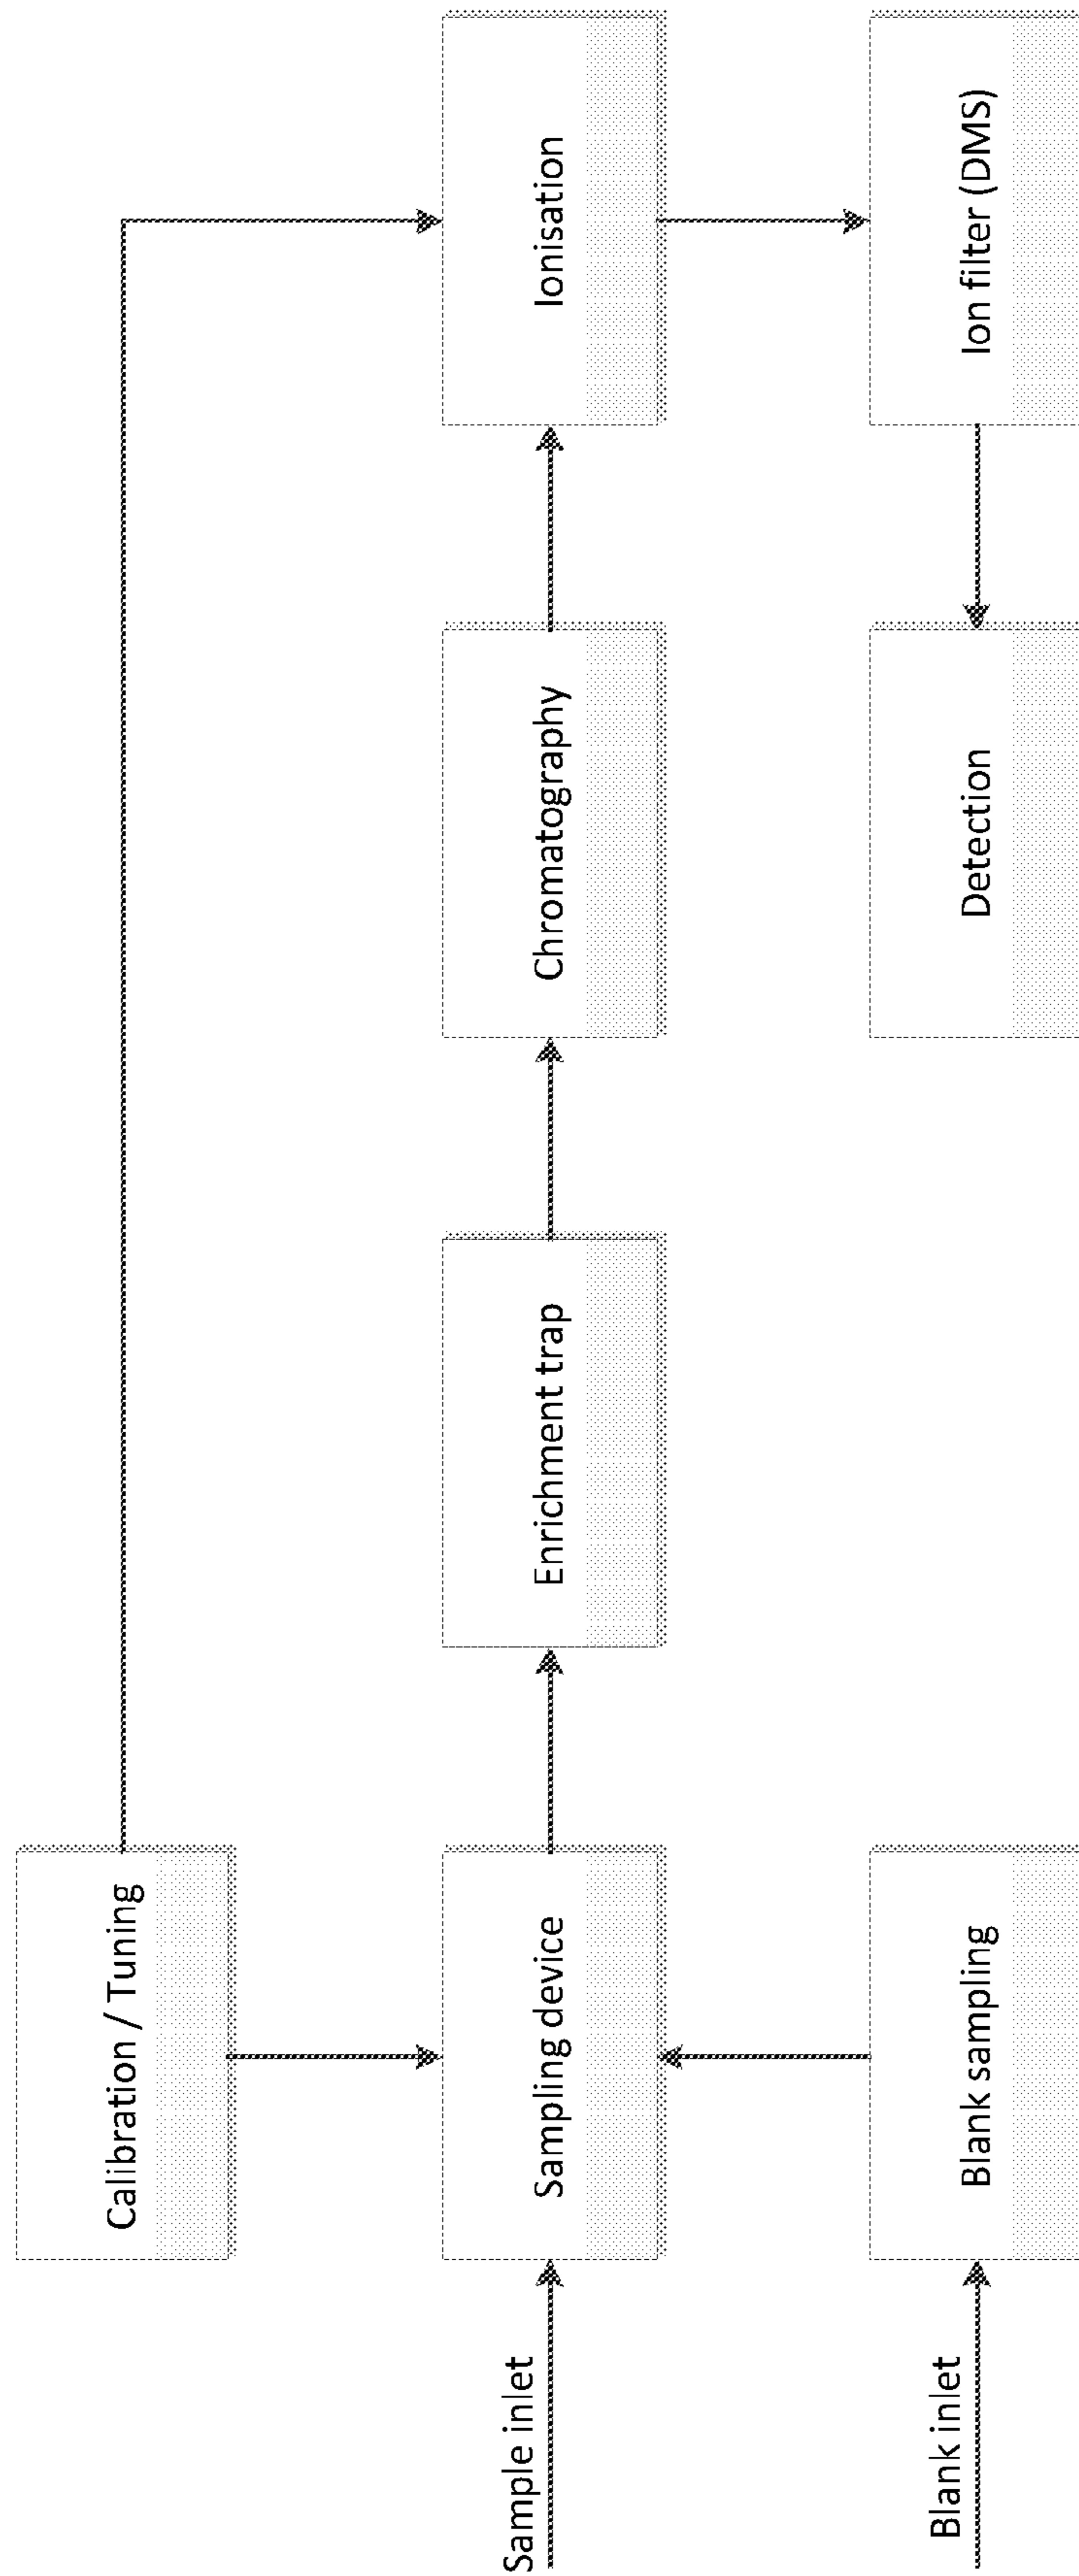 Calibration / Tuning
Sample inlet
Sampling device
Enrichment trap
Chromatography
Ionisation
Blank inlet
Blank sampling
Detection
Ion filter (DMS)